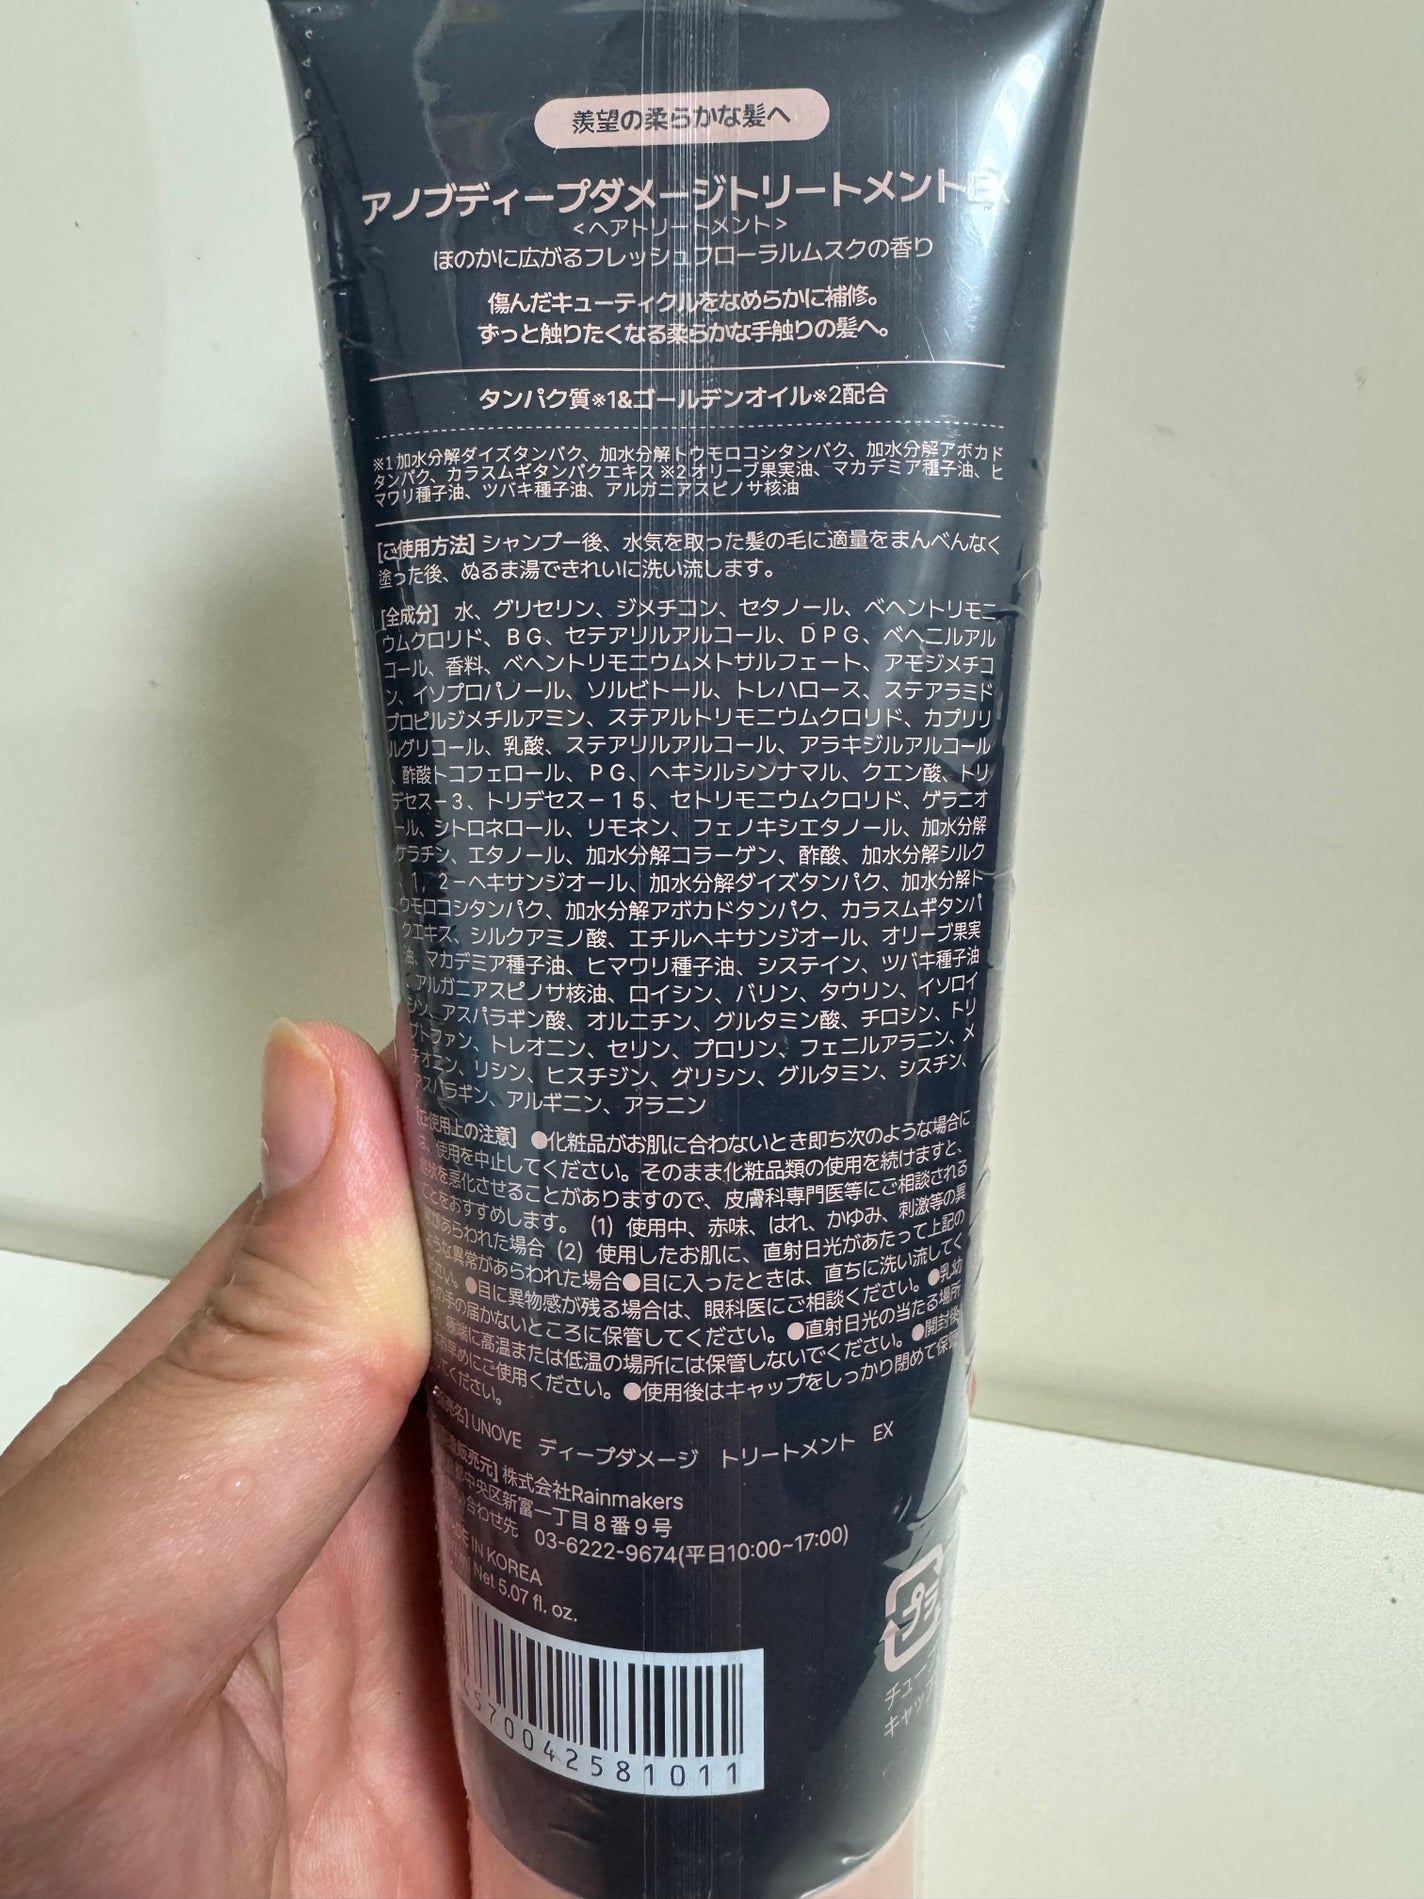 羨望の柔らかな髪へ
アノブディープダメージトリートメントEX
<ヘアトリートメント>
ほのかに広がるフレッシュフローラルムスクの香り
傷んだキューティクルをなめらかに補修。
ずっと触りたくなる柔らかな手触りの髪へ。
タンパク質※1&ゴールデンオイル※2配合
※1 加水分解ダイズタンパク、加水分解トウモロコシタンパク、加水分解アボカド
タンパク、カラスムギタンパクエキス ※2 オリーブ果実油、マカデミア種子油、ヒ
マワリ種子油、ツバキ種子油、アルガニアスピノサ核油
[ご使用方法] シャンプー後、水気を取った髪の毛に適量をまんべんなく
塗った後、ぬるま湯できれいに洗い流します。
[全成分] 水、グリセリン、ジメチコン、セタノール、ベヘントリモニ
ウムクロリド、BG、セテアリルアルコール、DPG、ベヘニルアル
コール、香料、ベヘントリモニウムメトサルフェート、アモジメチコ
ン、イソプロパノール、ソルビトール、トレハロース、ステアラミド
プロピルジメチルアミン、ステアルトリモニウムクロリド、カプリリ
ルグリコール、乳酸、ステアリルアルコール、アラキジルアルコール
、酢酸トコフェロール、PG、ヘキシルシンナマル、クエン酸、トリ
デセス－3、トリデセス－15、セトリモニウムクロリド、ゲラニオ
ール、シトロネロール、リモネン、フェノキシエタノール、加水分解
ケラチン、エタノール、加水分解コラーゲン、酢酸、加水分解シルク
、1，2－ヘキサンジオール、加水分解ダイズタンパク、加水分解ト
ウモロコシタンパク、加水分解アボカドタンパク、カラスムギタンパ
クエキス、シルクアミノ酸、エチルヘキサンジオール、オリーブ果実
油、マカデミア種子油、ヒマワリ種子油、システイン、ツバキ種子油
、アルガニアスピノサ核油、ロイシン、バリン、タウリン、イソロイ
シン、アスパラギン酸、オルニチン、グルタミン酸、チロシン、トリ
プトファン、トレオニン、セリン、プロリン、フェニルアラニン、メ
チオニン、リシン、ヒスチジン、グリシン、グルタミン、シスチン、
アスパラギン、アルギニン、アラニン
[ご使用上の注意] ●化粧品がお肌に合わないとき即ち次のような場合に
は、使用を中止してください。そのまま化粧品類の使用を続けますと、
症状を悪化させることがありますので、皮膚科専門医等にご相談される
ことをおすすめします。 (1) 使用中、赤味、はれ、かゆみ、刺激等の異
常があらわれた場合 (2) 使用したお肌に、直射日光があたって上記の
ような異常があらわれた場合●目に入ったときは、直ちに洗い流してく
ださい。●目に異物感が残る場合は、眼科医にご相談ください。●乳幼
の手の届かないところに保管してください。●直射日光の当たる場所
極端に高温または低温の場所には保管しないでください。●開封後
早めにご使用ください。●使用後はキャップをしっかり閉めて保管
してください。
売名] UNOVE ディープダメージ トリートメント EX
販売元] 株式会社Rainmakers
都中央区新富一丁目8番9号
合わせ先 03-6222-9674(平日10:00~17:00)
IN KOREA
Net 5.07 fl. oz.
プラ
チュー
キャッ
570042581011